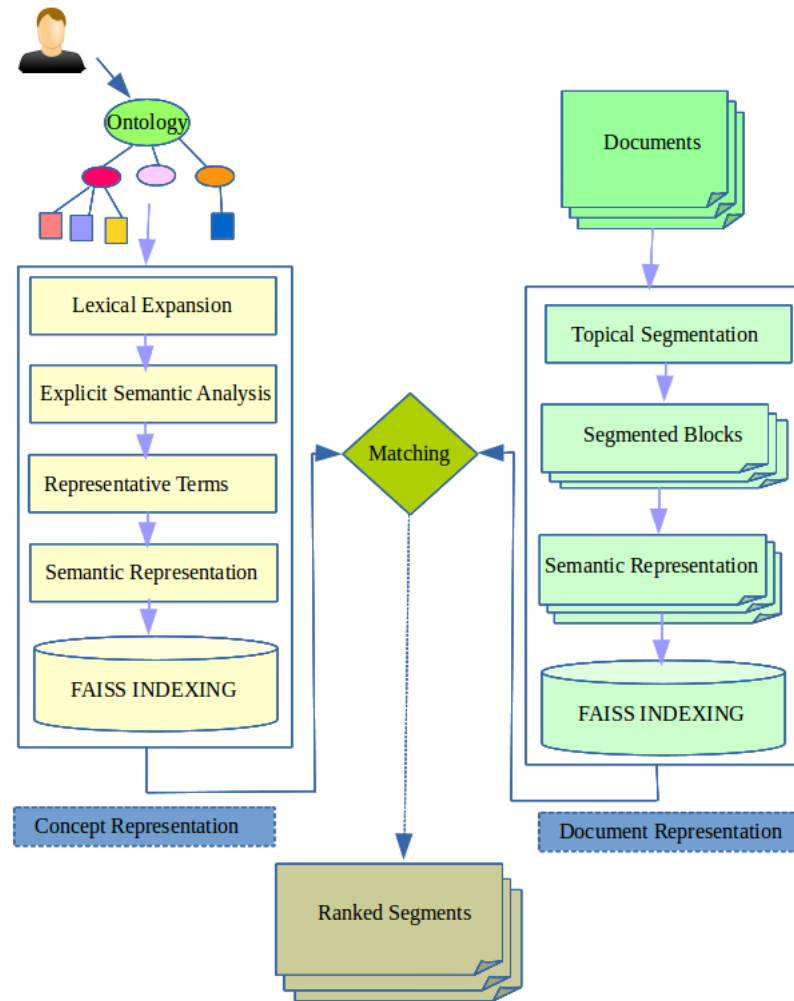 Ontology
Documents
Lexical Expansion
Explicit Semantic Analysis
Representative Terms
Semantic Representation
FAISS INDEXING
Matching
Topical Segmentation
Segmented Blocks
Semantic Representation
FAISS INDEXING
Concept Representation
Document Representation
Ranked Segments